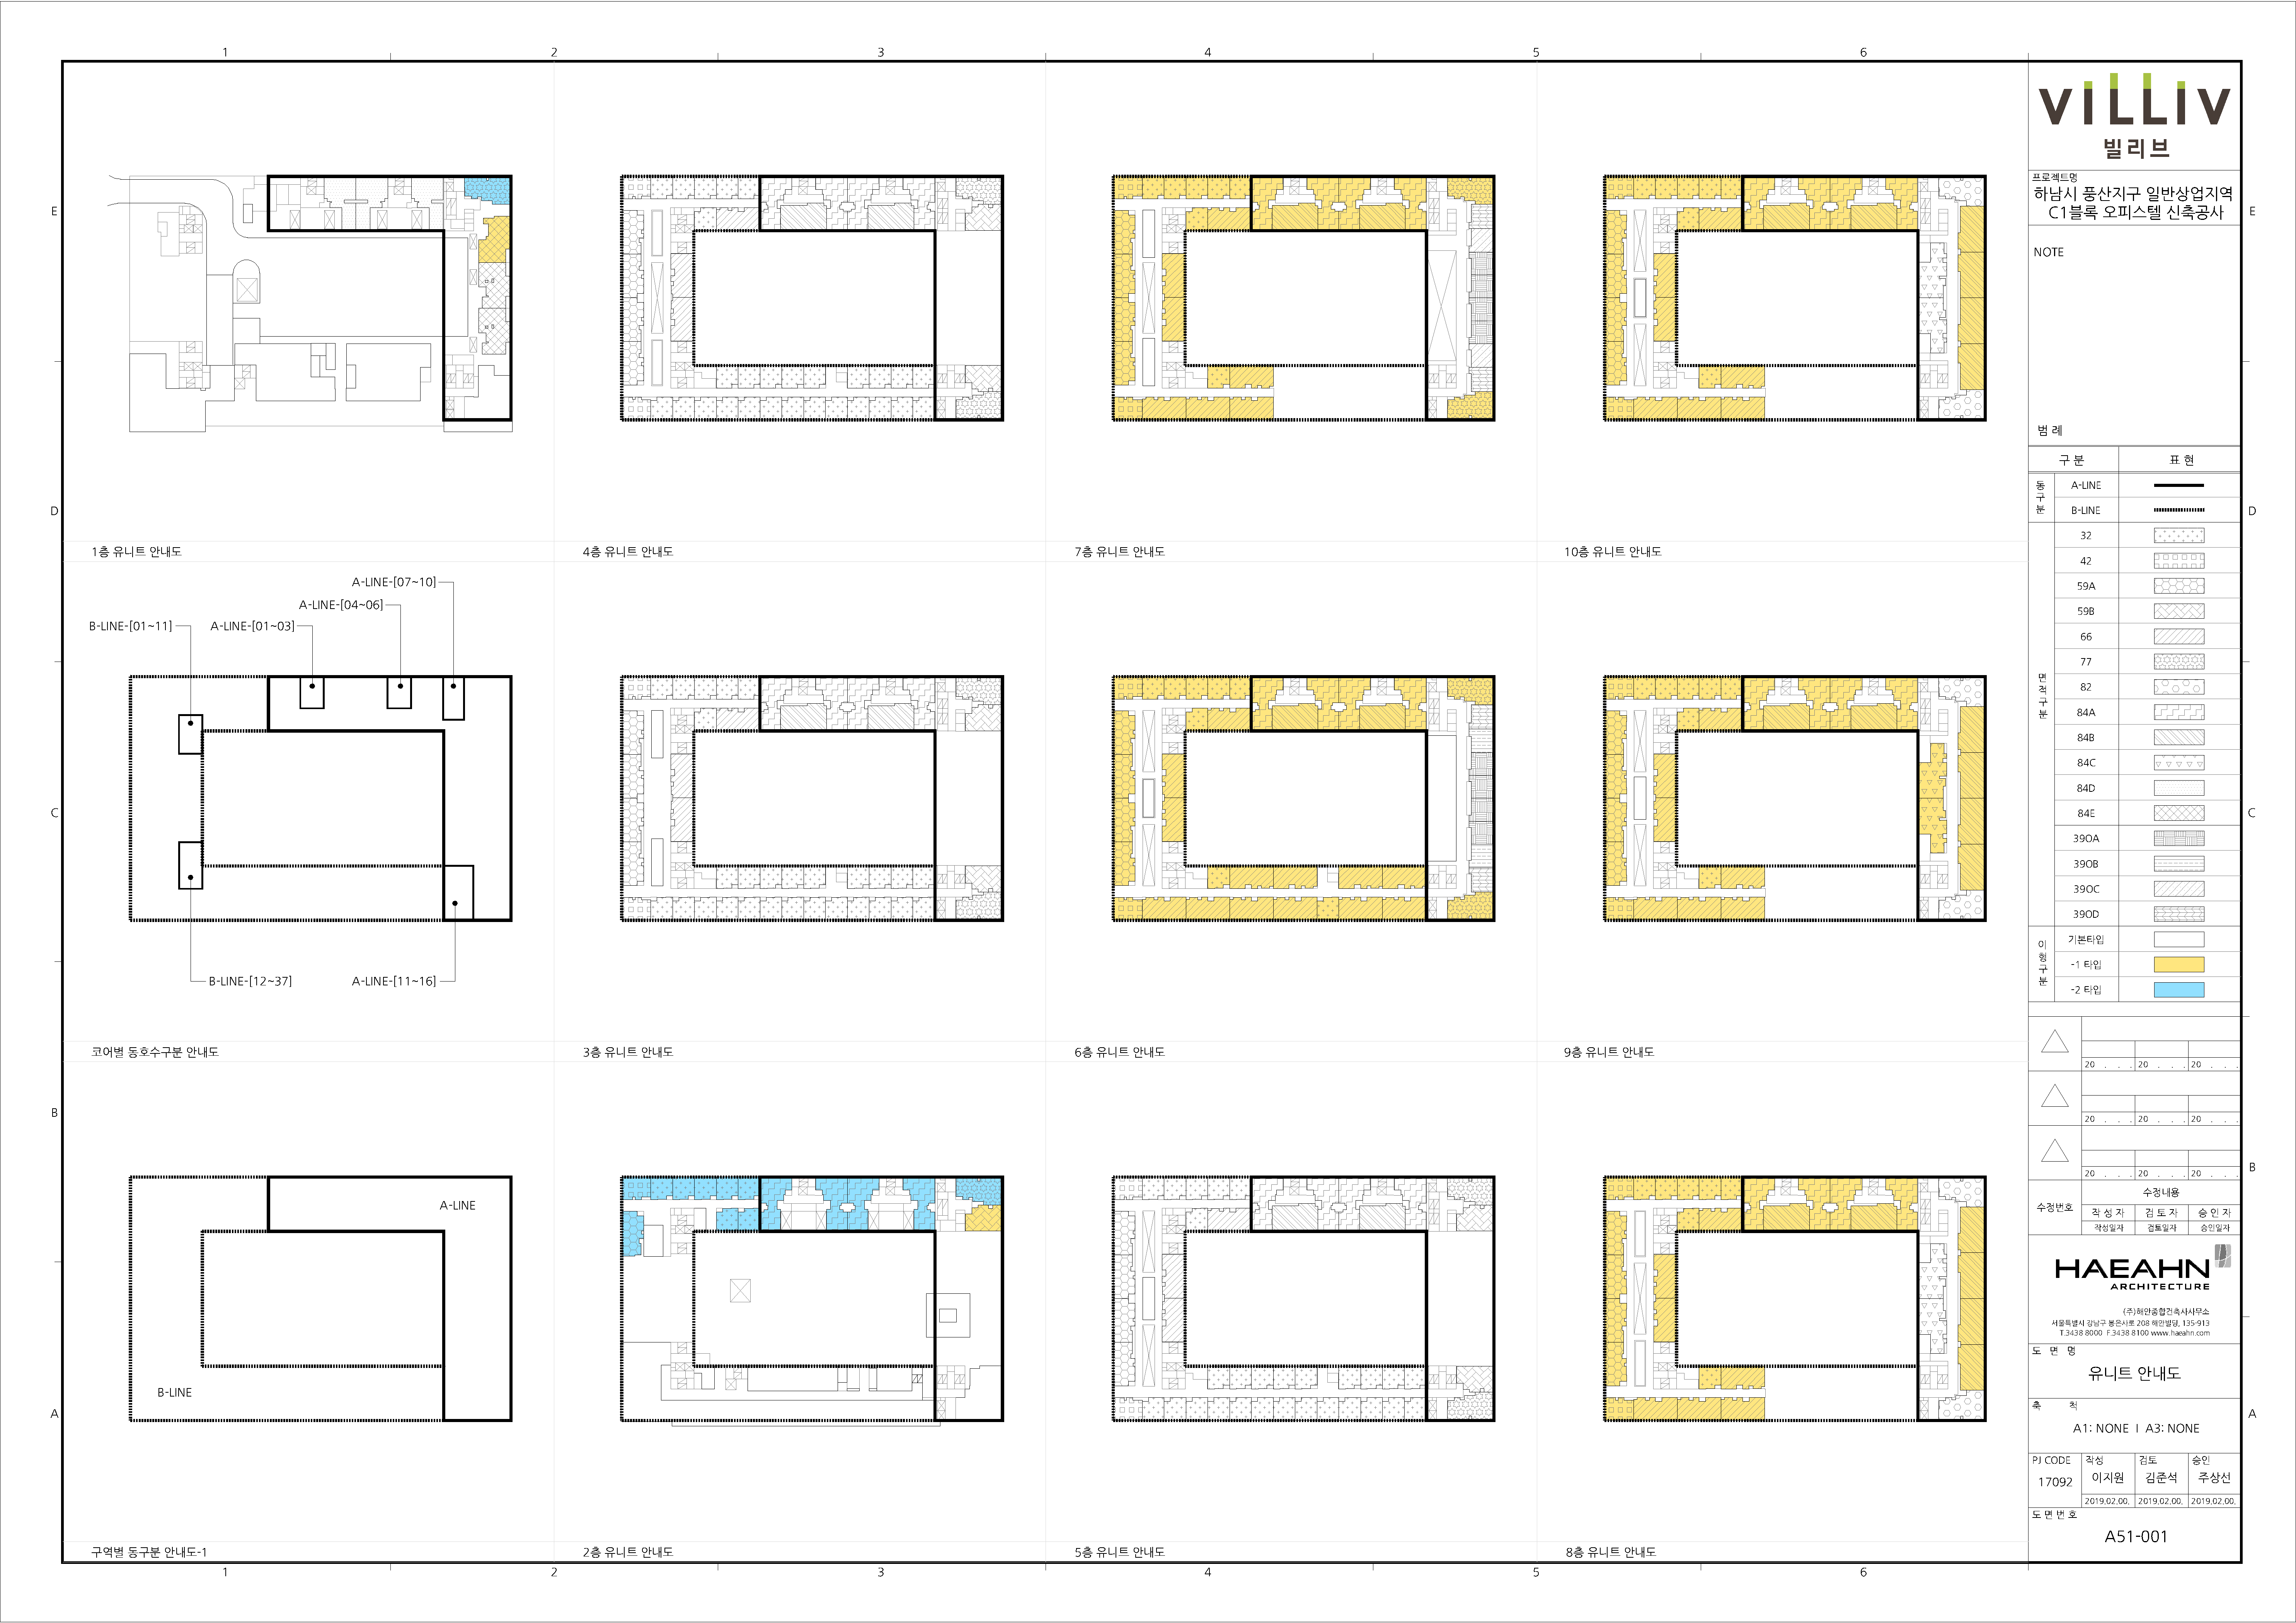 1 2 3 4 5 6
E
D
C
B
A
1층 유니트 안내도
4층 유니트 안내도
7층 유니트 안내도
10층 유니트 안내도
A-LINE-[07~10]
A-LINE-[04~06]
B-LINE-[01~11]
A-LINE-[01~03]
B-LINE-[12~37]
A-LINE-[11~16]
코어별 동호수구분 안내도
3층 유니트 안내도
6층 유니트 안내도
9층 유니트 안내도
A-LINE
B-LINE
구역별 동구분 안내도-1
2층 유니트 안내도
5층 유니트 안내도
8층 유니트 안내도
1 2 3 4 5 6
E
D
C
B
A
VILLIV
빌리브
프로젝트명
하남시 풍산지구 일반상업지역
C1블록 오피스텔 신축공사
NOTE
범 례
구 분 표 현
동구분
A-LINE
B-LINE
면적구분
32
42
59A
59B
66
77
82
84A
84B
84C
84D
84E
39OA
39OB
39OC
39OD
이형구분
기본타입
-1 타입
-2 타입
20 . . . 20 . . . 20 . . .
20 . . . 20 . . . 20 . . .
20 . . . 20 . . . 20 . . .
수정번호
수정내용
작 성 자 검 토 자 승 인 자
작성일자 검토일자 승인일자
HAEAHN
ARCHITECTURE
(주)해안종합건축사사무소
서울특별시 강남구 봉은사로 208 해안빌딩, 135-913
T.3438 8000 F.3438 8100 www.haeahn.com
도 면 명
유니트 안내도
축 척
A1: NONE I A3: NONE
PJ CODE 작성 검토 승인
17092 이지원 김준석 주상선
2019.02.00. 2019.02.00. 2019.02.00.
도 면 번 호
A51-001